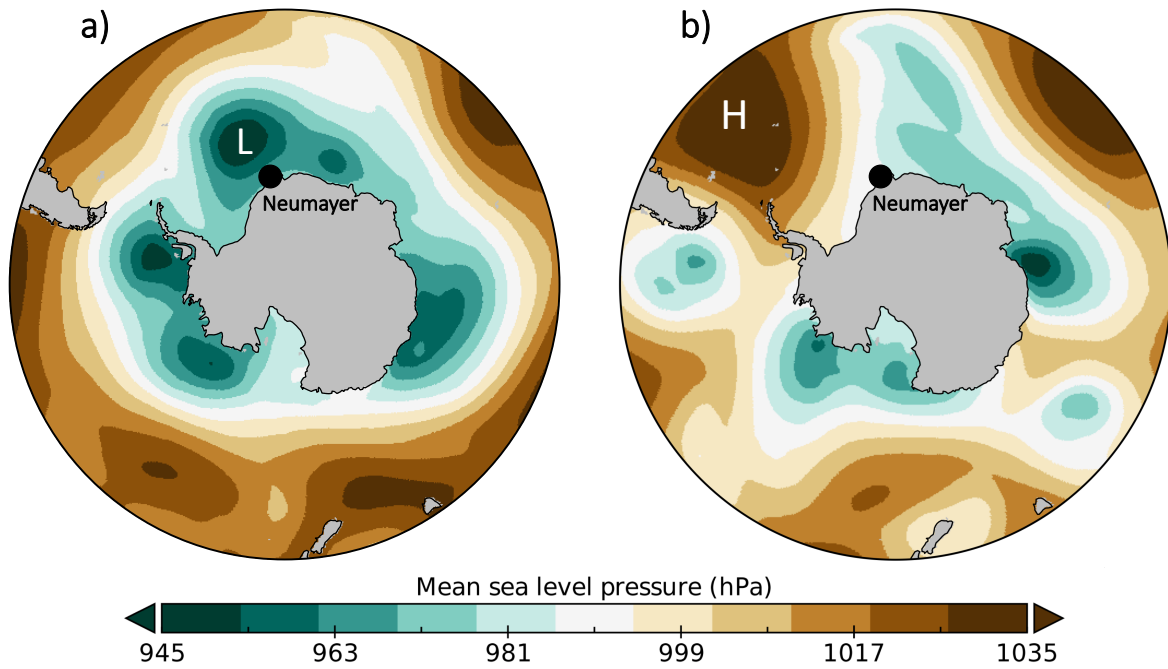 a)
b)
L
H
Neumayer
Neumayer
Mean sea level pressure (hPa)
945 963 981 999 1017 1035